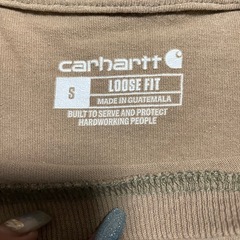 carhartt
S LOOSE FIT
MADE IN GUATEMALA
BUILT TO SERVE AND PROTECT
HARDWORKING PEOPLE